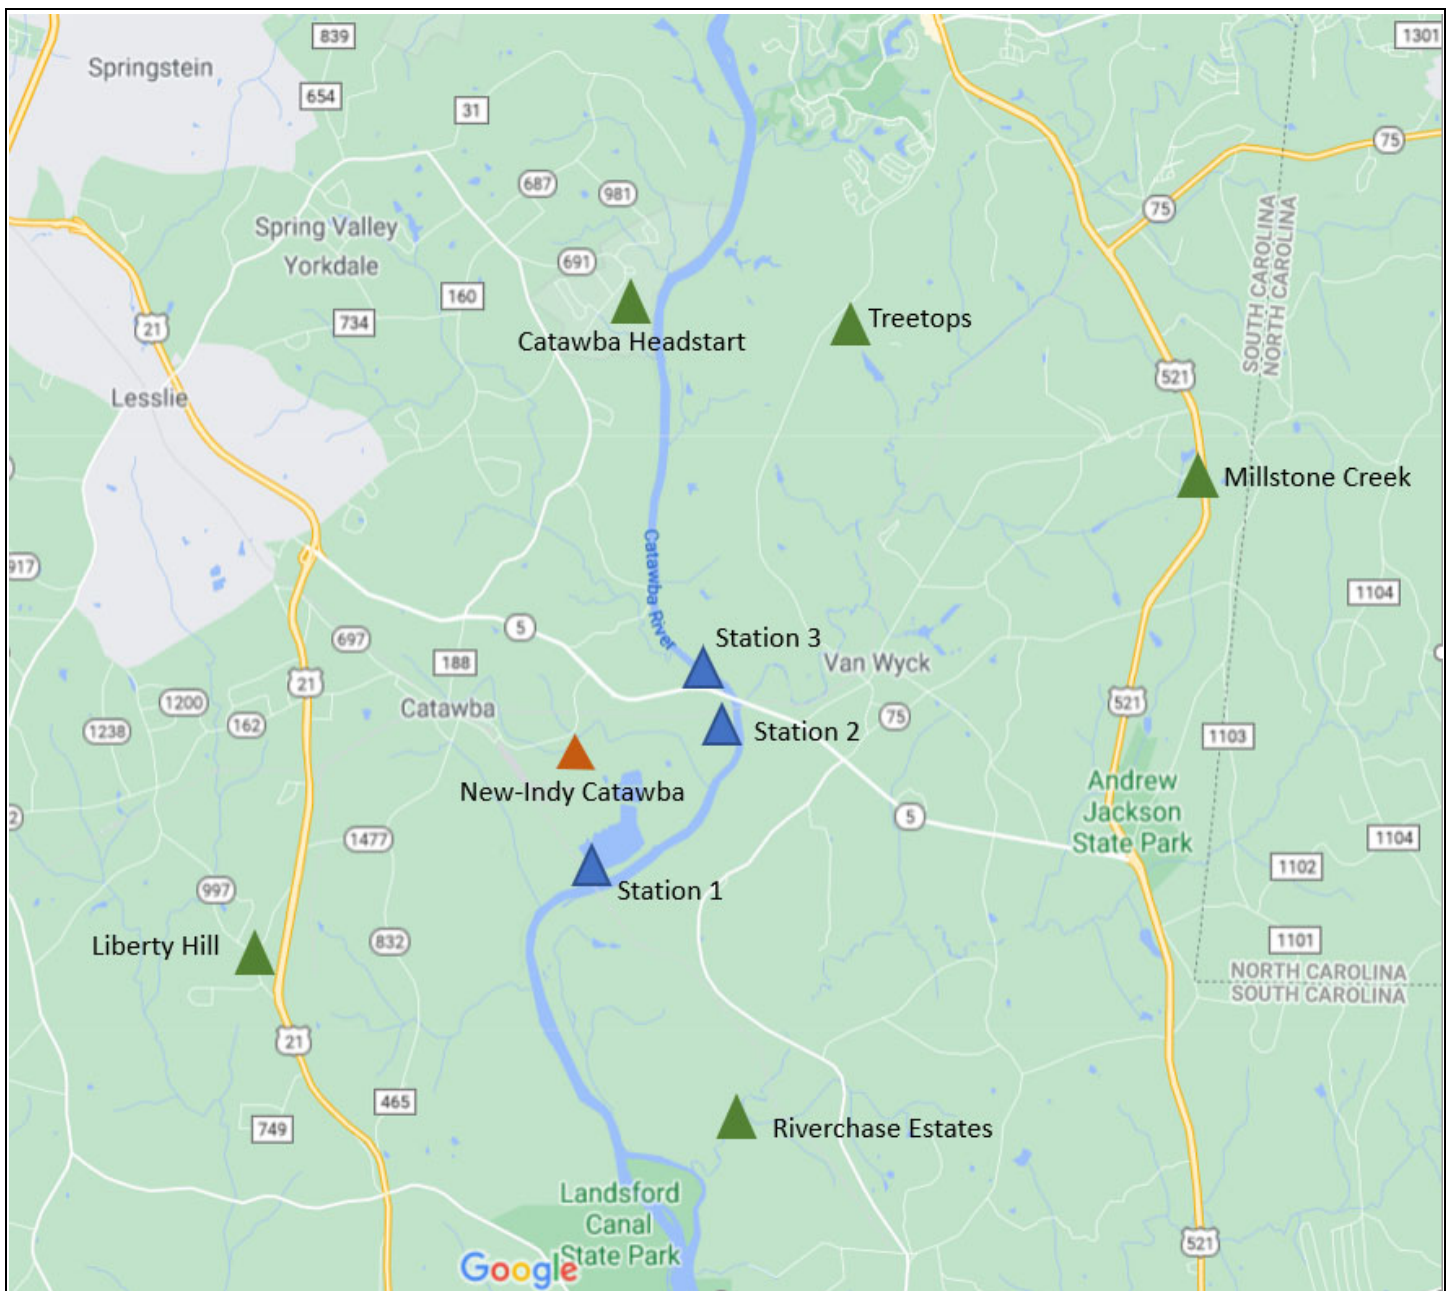 839
1301
Springstein
654
31
75
687
981
75
Spring Valley
Yorkdale
691
SOUTH CAROLINA
NORTH CAROLINA
160
734
21
Catawba Headstart
Treetops
521
Lesslie
Millstone Creek
917
Catawba River
1104
5
697
Station 3
188
Van Wyck
21
1200
162
Catawba
75
521
1238
Station 2
1103
New-Indy Catawba
Andrew
Jackson
State Park
2
5
1477
1104
1102
997
Station 1
Liberty Hill
832
1101
NORTH CAROLINA
SOUTH CAROLINA
21
465
749
Riverchase Estates
Landsford
Canal
State Park
521
Google